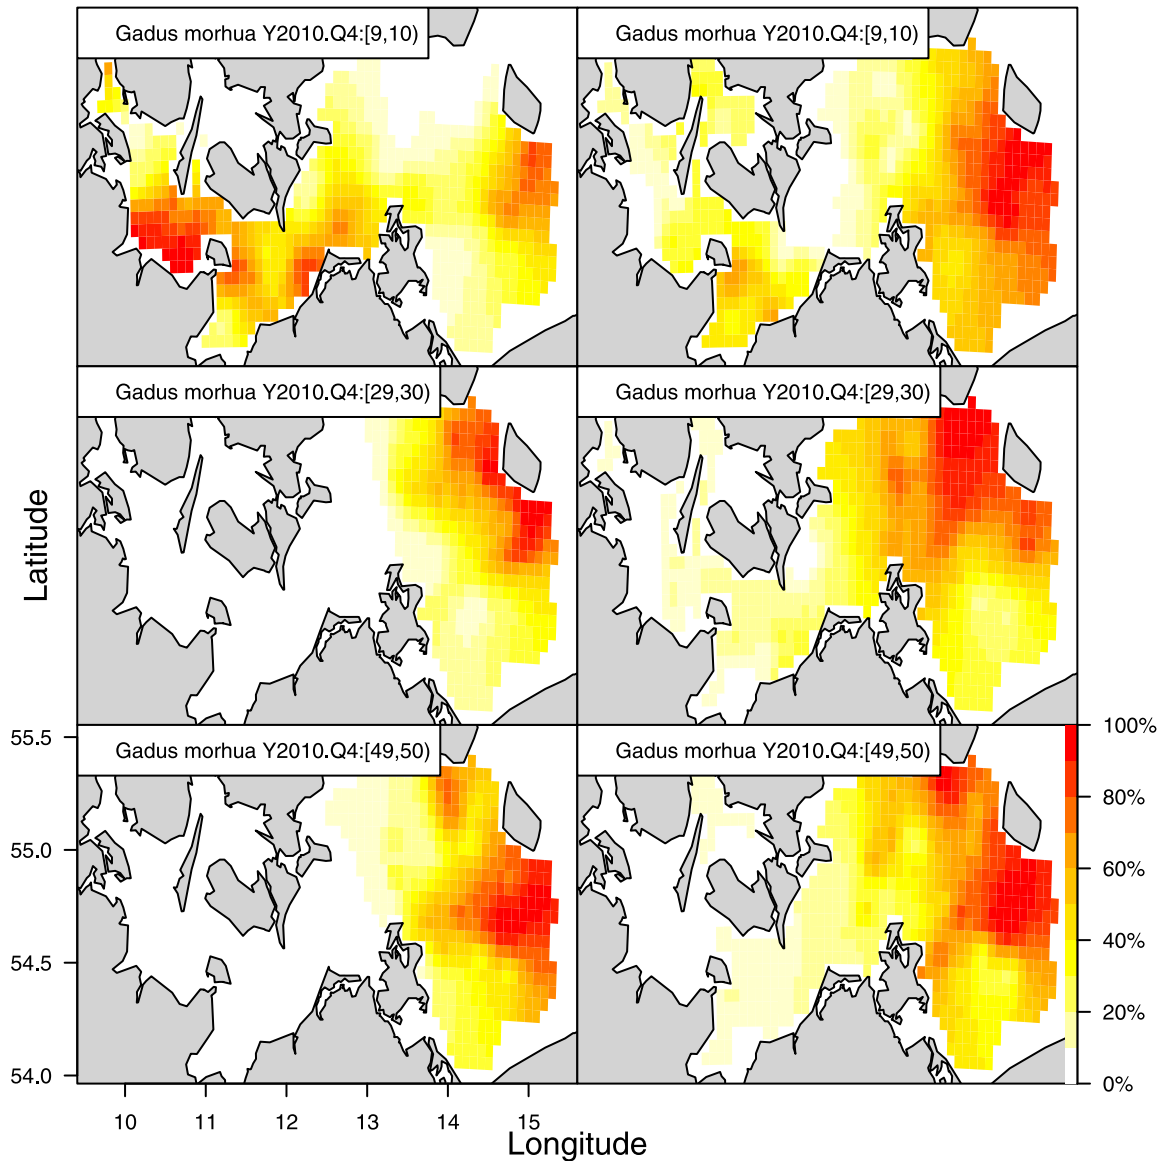 Gadus morhua Y2010.Q4:[9,10)
Gadus morhua Y2010.Q4:[9,10)
Gadus morhua Y2010.Q4:[29,30)
Gadus morhua Y2010.Q4:[29,30)
Latitude
Gadus morhua Y2010.Q4:[49,50)
Gadus morhua Y2010.Q4:[49,50)
55.5
55.0
54.5
54.0
100%
80%
60%
40%
20%
0%
10 11 12 13 14 15
Longitude